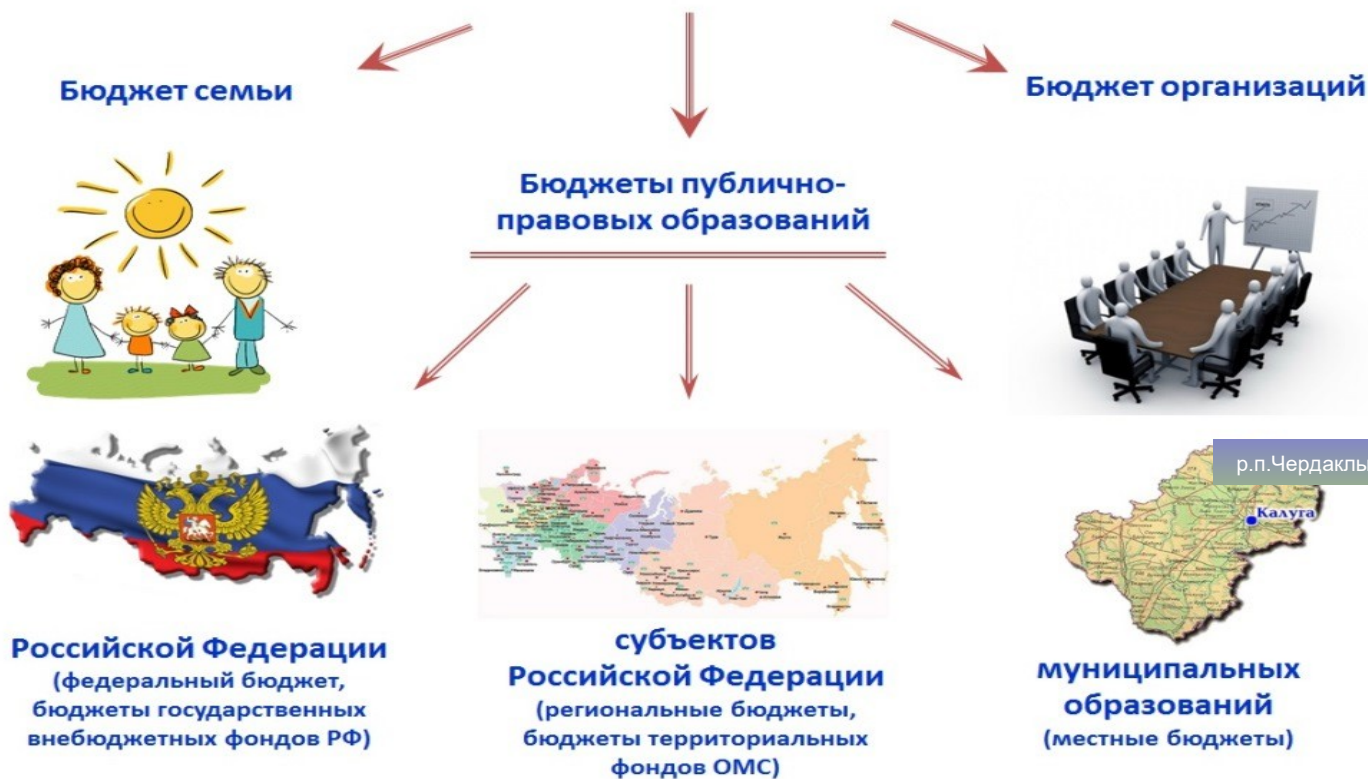 Бюджет семьи
Бюджет организаций
Бюджеты публично-
правовых образований
р.п.Чердаклы
Калуга
Российской Федерации
(федеральный бюджет,
бюджеты государственных
внебюджетных фондов РФ)
субъектов
Российской Федерации
(региональные бюджеты,
бюджеты территориальных
фондов ОМС)
муниципальных
образований
(местные бюджеты)